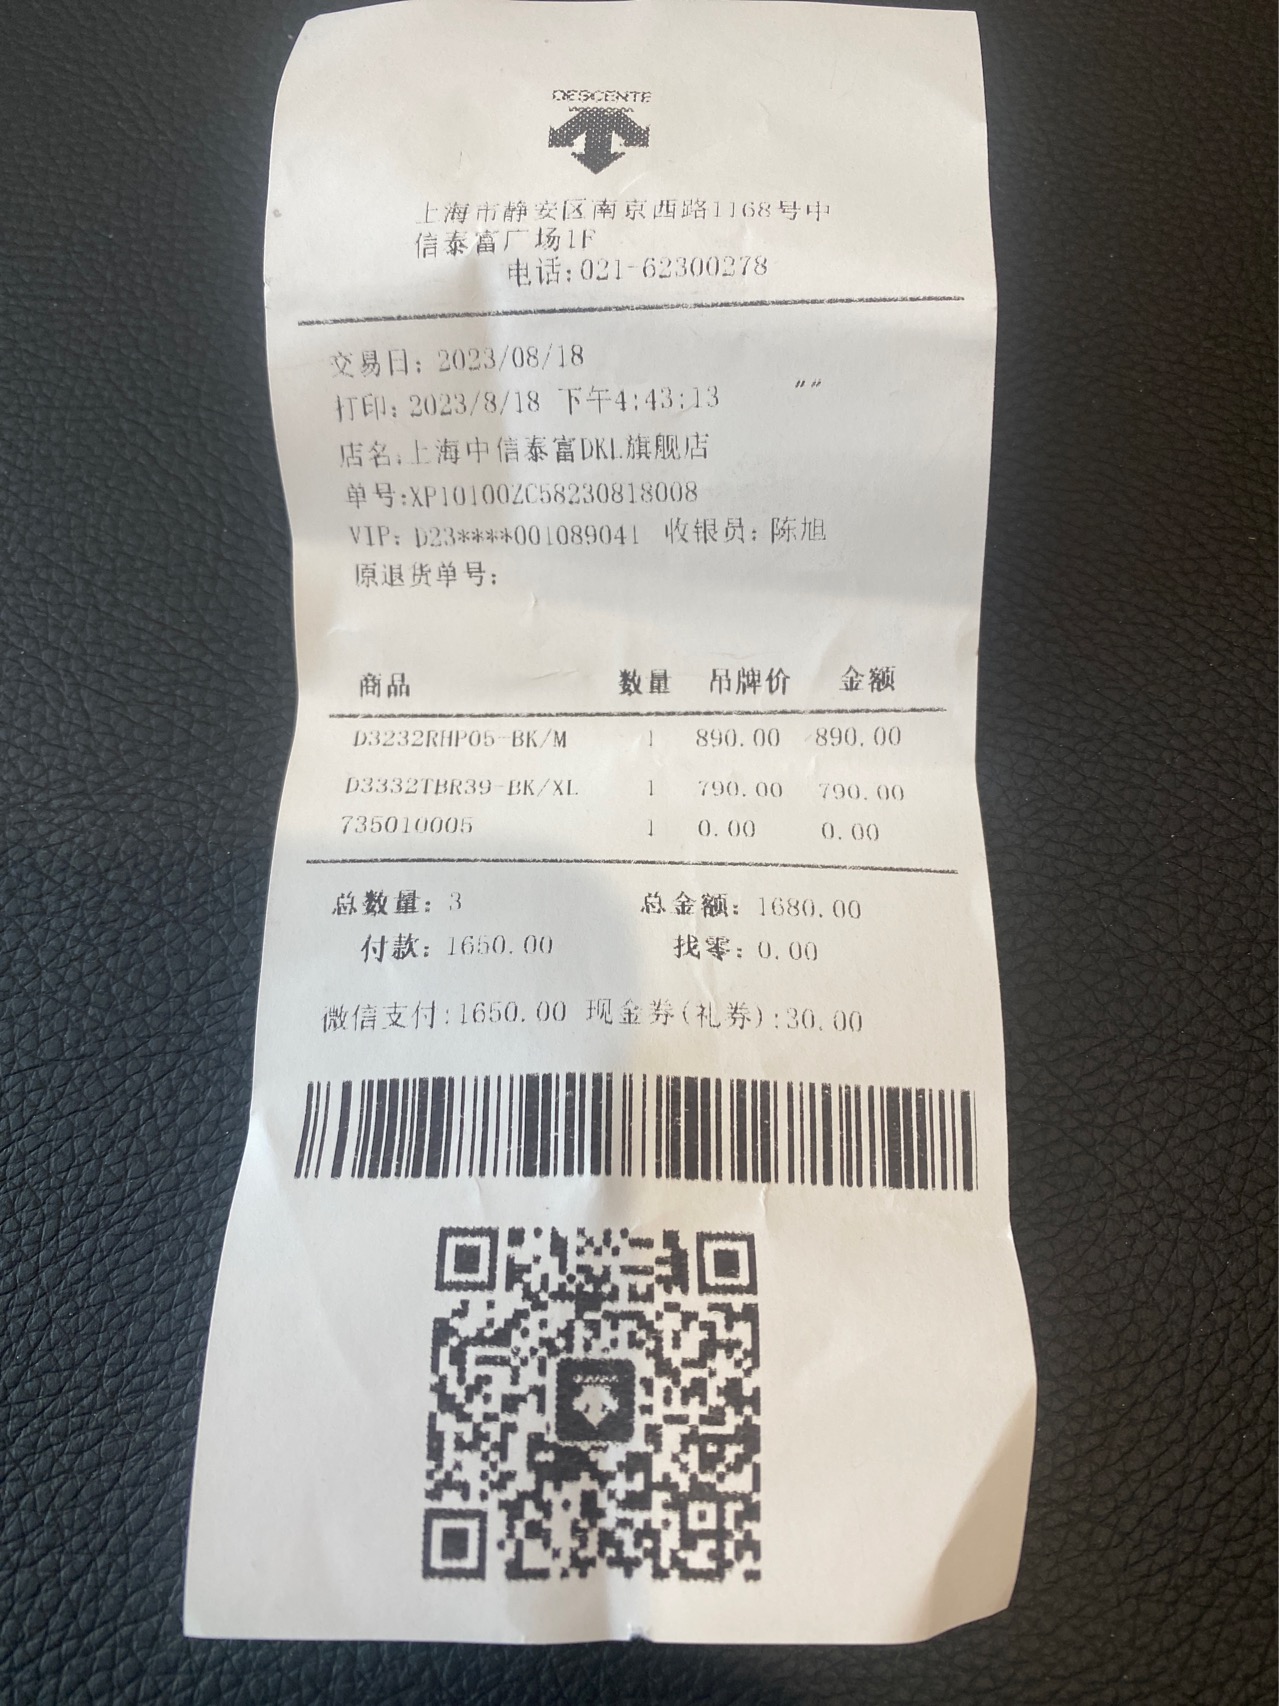 DESCENTE
上海市静安区南京西路1168号中
信泰富广场1F
电话:021-62300278
交易日: 2023/08/18
打印: 2023/8/18 下午4:43:13 ""
店名:上海中信泰富DKL旗舰店
单号:XP10100ZC58230818008
VIP: D23****001089041 收银员: 陈旭
原退货单号:
商品 数量 吊牌价 金额
D3232RHP05-BK/M 1 890.00 890.00
D3332TBR39-BK/XL 1 790.00 790.00
735010005 1 0.00 0.00
总数量: 3 总金额: 1680.00
付款: 1650.00 找零: 0.00
微信支付:1650.00 现金券(礼券):30.00